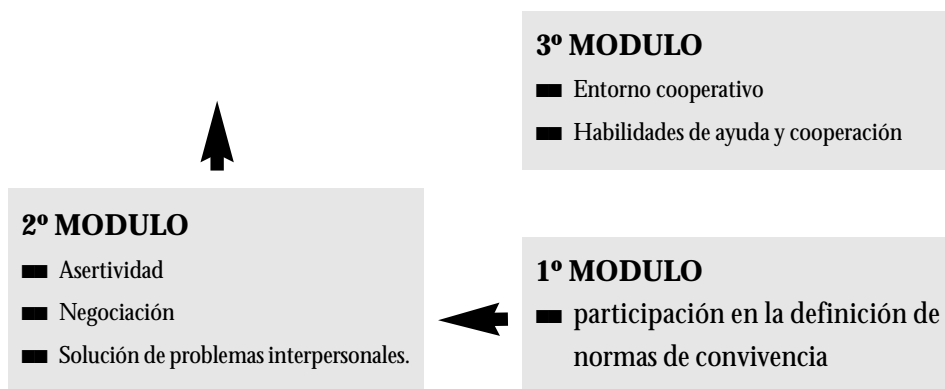 3º MODULO
Entorno cooperativo
Habilidades de ayuda y cooperación
2º MODULO
Asertividad
Negociación
Solución de problemas interpersonales.
1º MODULO
participación en la definición de
normas de convivencia